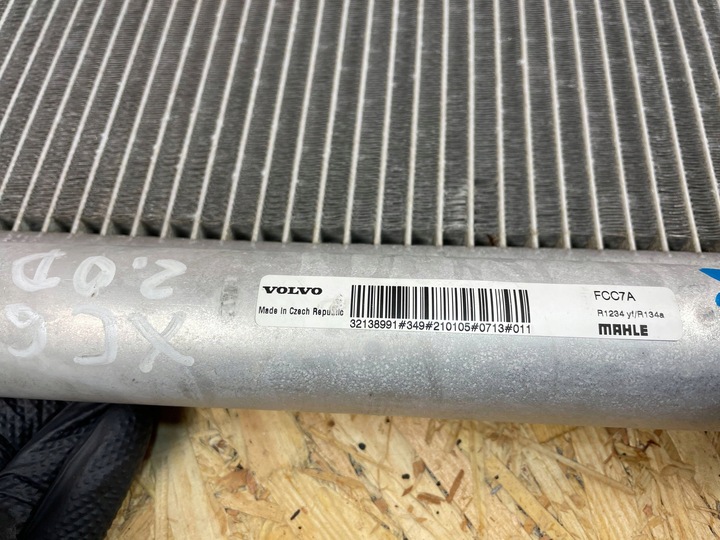 VOLVO
Made in Czech Republic
32138991#349#210105#0713#011
FCC7A
R1234 yf/R134a
MAHLE
XC6
2.0D